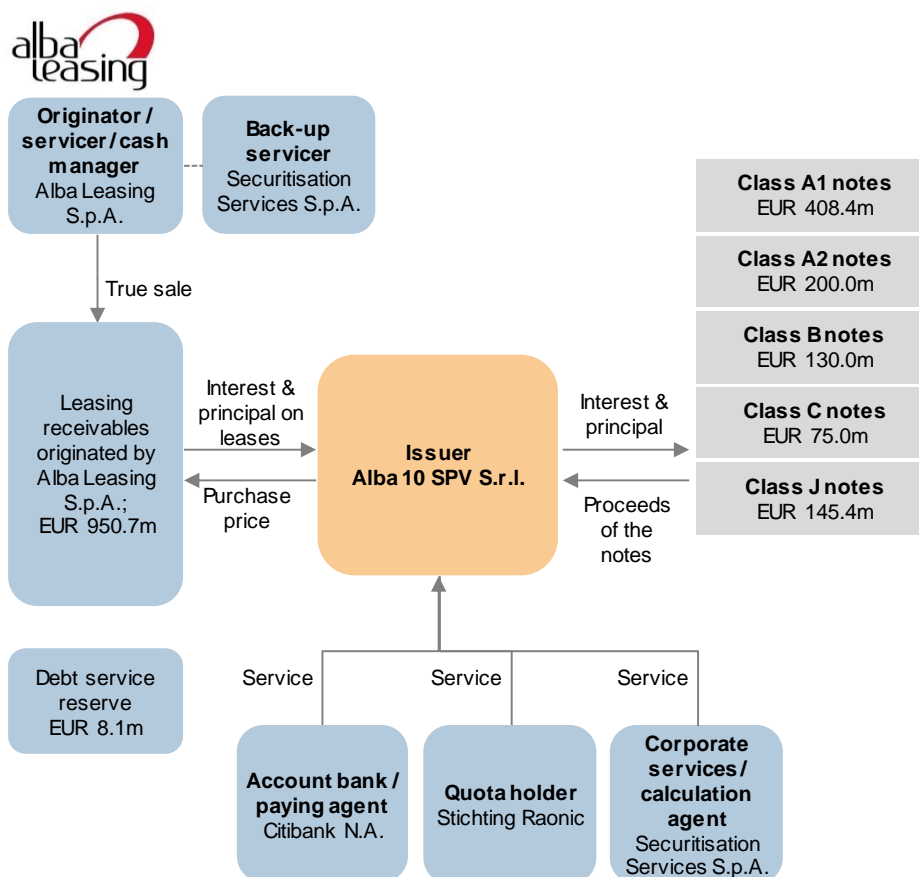 alba
leasing
Originator /
servicer / cash
manager
Alba Leasing
S.p.A.
Back-up
servicer
Securitisation
Services S.p.A.
Class A1 notes
EUR 408.4m
Class A2 notes
EUR 200.0m
Class B notes
EUR 130.0m
Class C notes
EUR 75.0m
Class J notes
EUR 145.4m
True sale
Leasing
receivables
originated by
Alba Leasing
S.p.A.;
EUR 950.7m
Interest &
principal on
leases
Purchase
price
Issuer
Alba 10 SPV S.r.l.
Interest &
principal
Proceeds
of the
notes
Debt service
reserve
EUR 8.1m
Service
Service
Service
Account bank /
paying agent
Citibank N.A.
Quota holder
Stichting Raonic
Corporate
services /
calculation
agent
Securitisation
Services S.p.A.